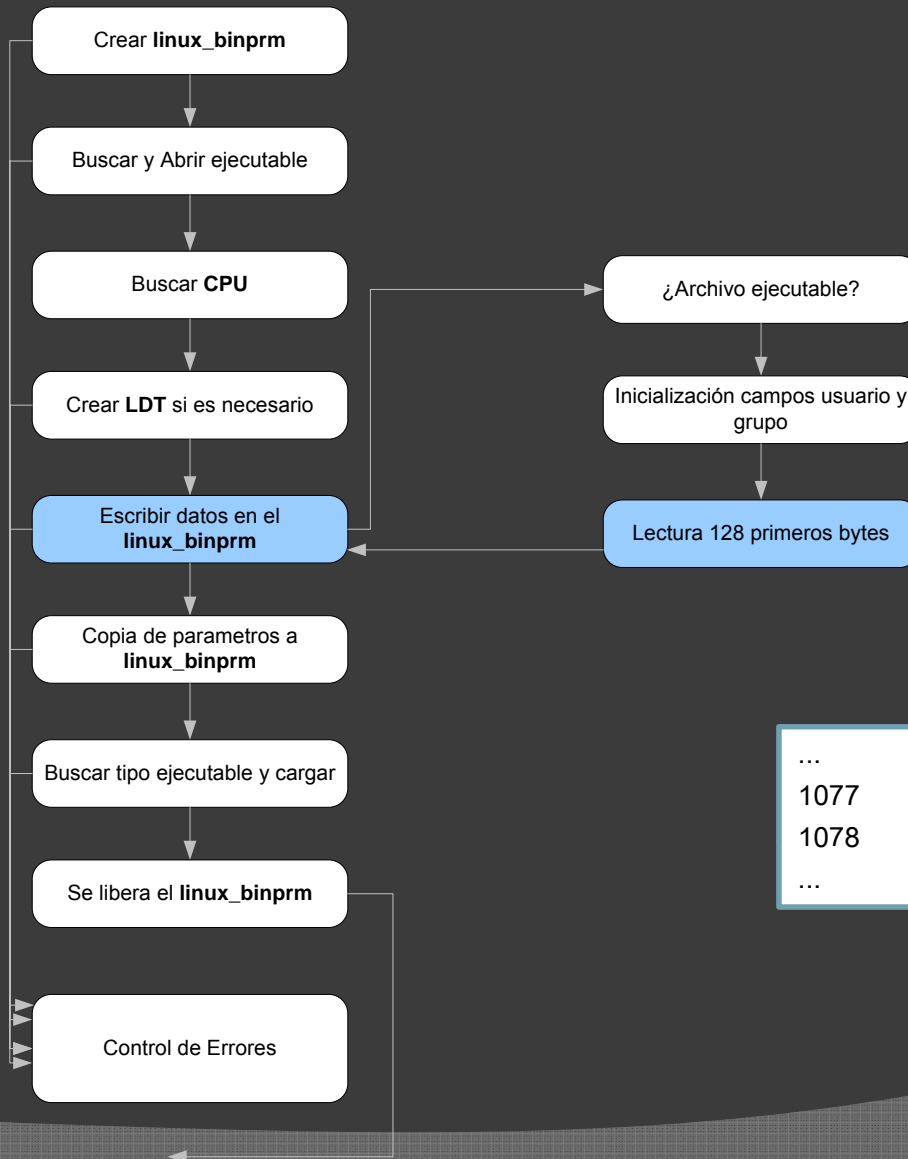 Crear linux_binprm
Buscar y Abrir ejecutable
Buscar CPU
Crear LDT si es necesario
Escribir datos en el
linux_binprm
Copia de parametros a
linux_binprm
Buscar tipo ejecutable y cargar
Se libera el linux_binprm
Control de Errores
¿Archivo ejecutable?
Inicialización campos usuario y
grupo
Lectura 128 primeros bytes
...
1077
1078
...